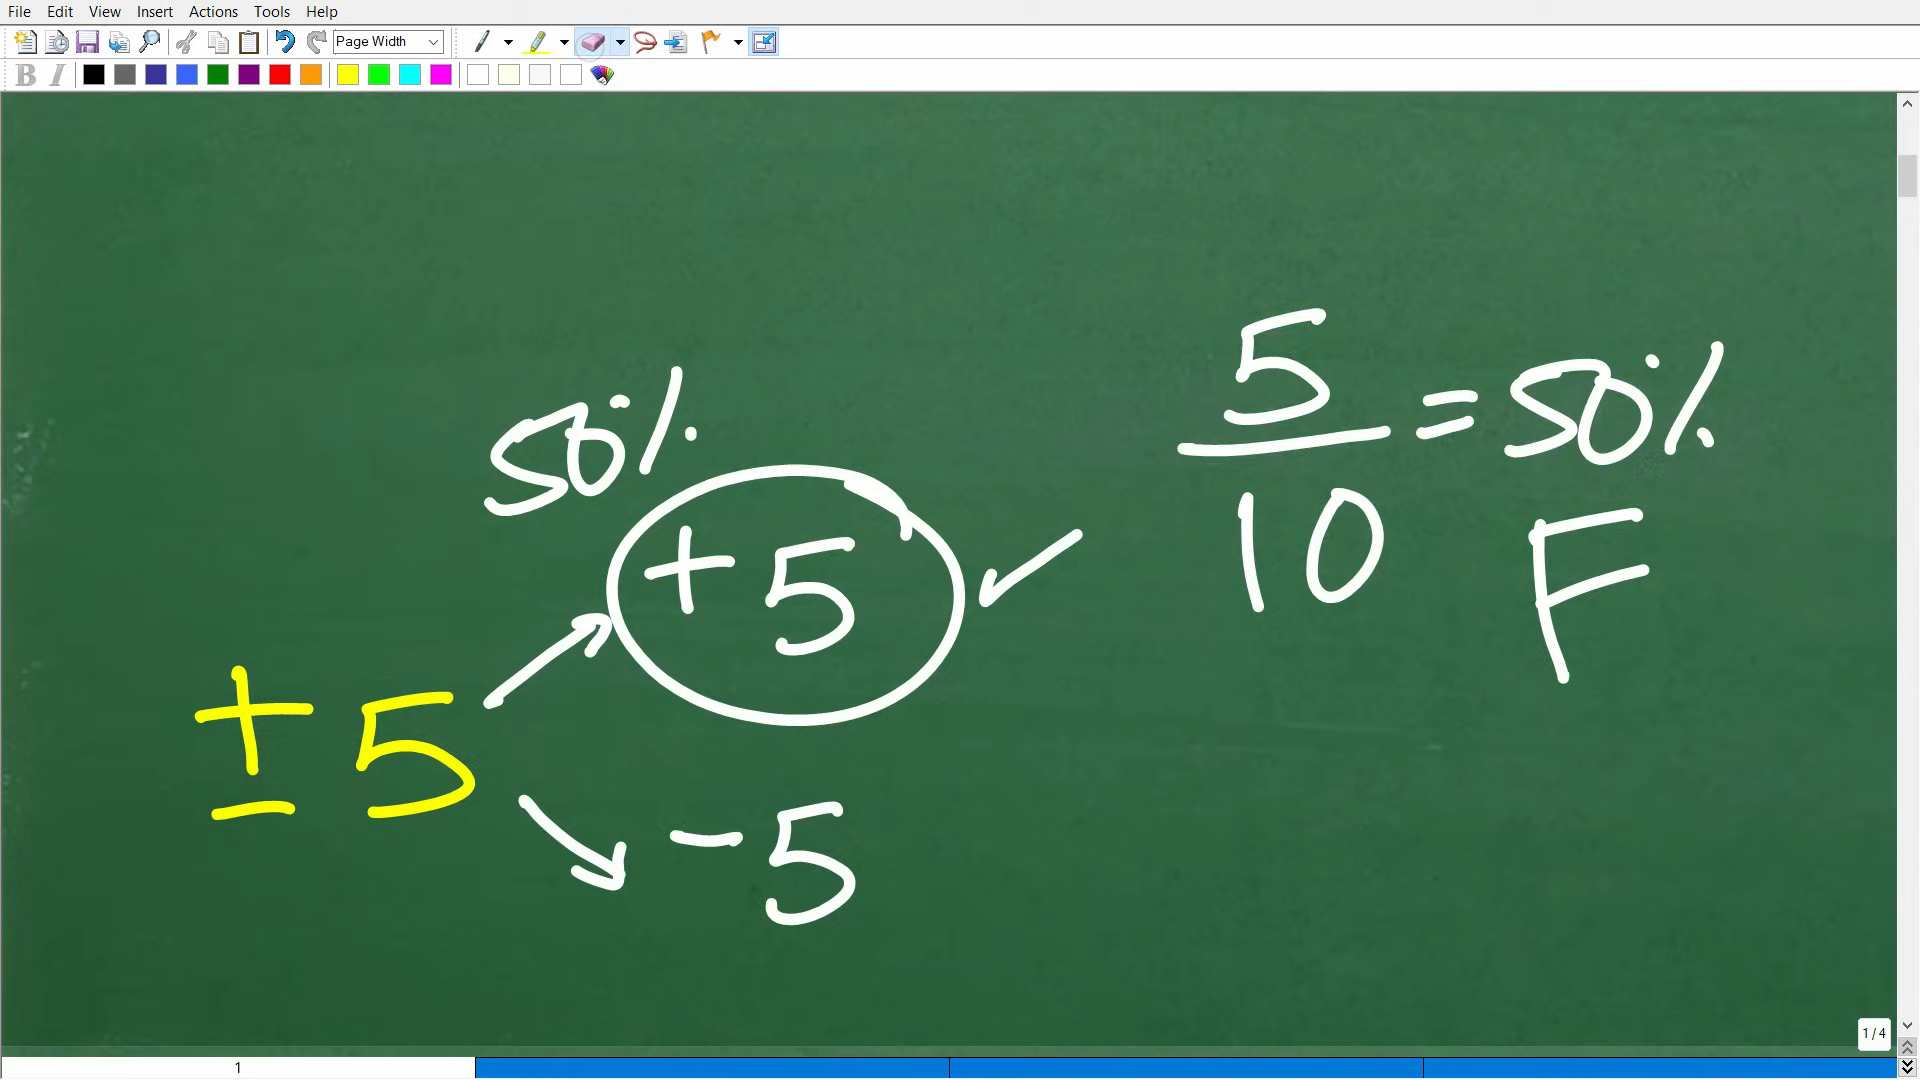 File Edit View Insert Actions Tools Help
Page Width
B I
50%
+5
± 5
-5
5/10 = 50%
F
1 / 4
1